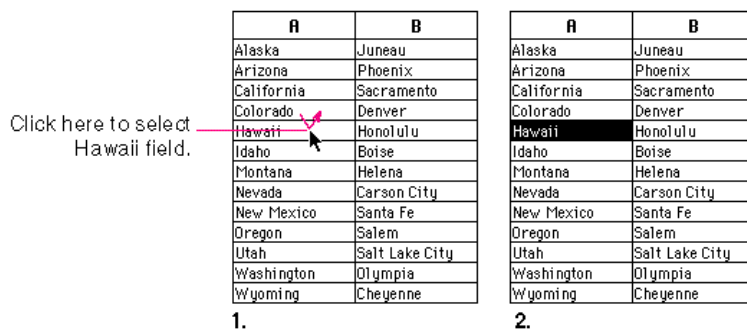 A B
Alaska Juneau
Arizona Phoenix
California Sacramento
Colorado Denver
Hawaii Honolulu
Idaho Boise
Montana Helena
Nevada Carson City
New Mexico Santa Fe
Oregon Salem
Utah Salt Lake City
Washington Olympia
Wyoming Cheyenne
1.
Click here to select
Hawaii field.
A B
Alaska Juneau
Arizona Phoenix
California Sacramento
Colorado Denver
Hawaii Honolulu
Idaho Boise
Montana Helena
Nevada Carson City
New Mexico Santa Fe
Oregon Salem
Utah Salt Lake City
Washington Olympia
Wyoming Cheyenne
2.